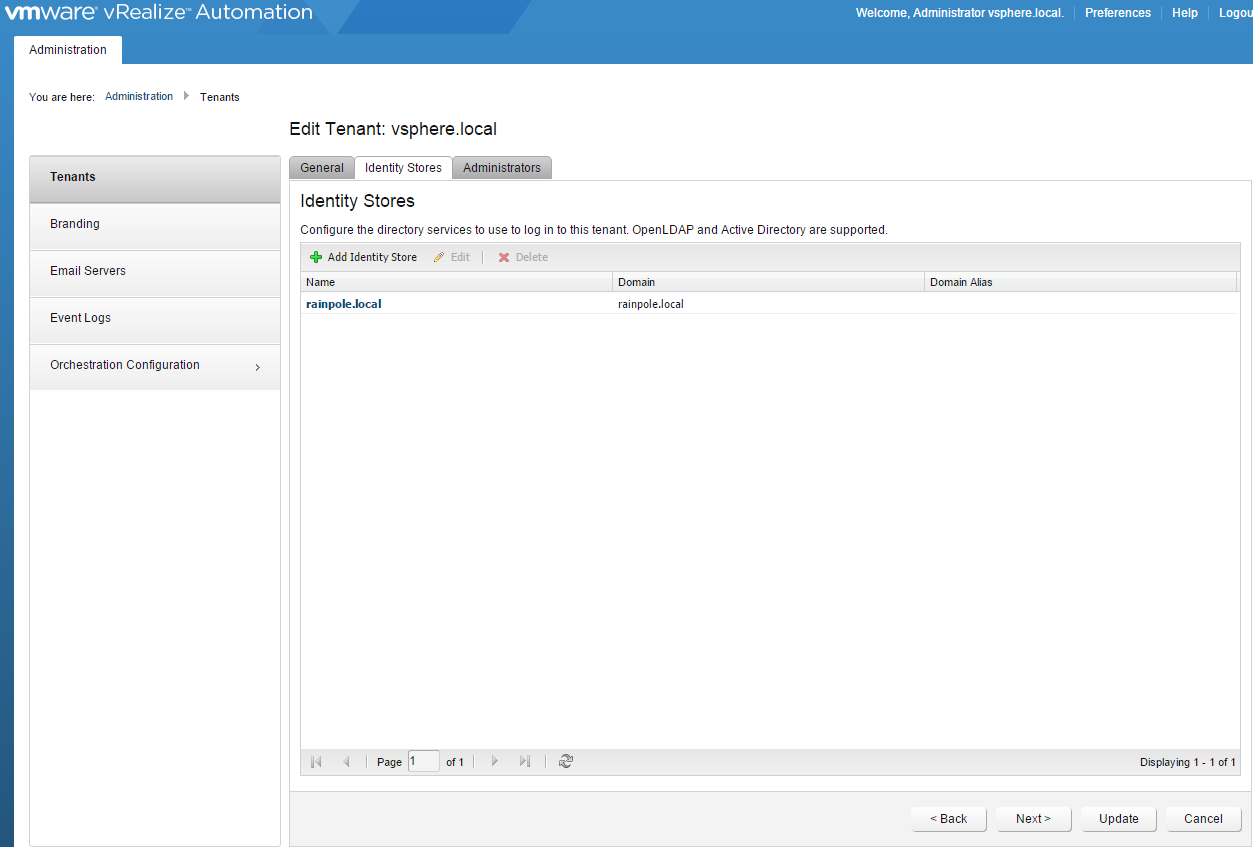 vmware® vRealize™ Automation
Welcome, Administrator vsphere.local. Preferences Help Logou
Administration
You are here: Administration Tenants
Edit Tenant: vsphere.local
Tenants
Branding
Email Servers
Event Logs
Orchestration Configuration
General Identity Stores Administrators
Identity Stores
Configure the directory services to use to log in to this tenant. OpenLDAP and Active Directory are supported.
Add Identity Store Edit Delete
Name Domain Domain Alias
rainpole.local rainpole.local
Page 1 of 1 Displaying 1 - 1 of 1
< Back Next > Update Cancel